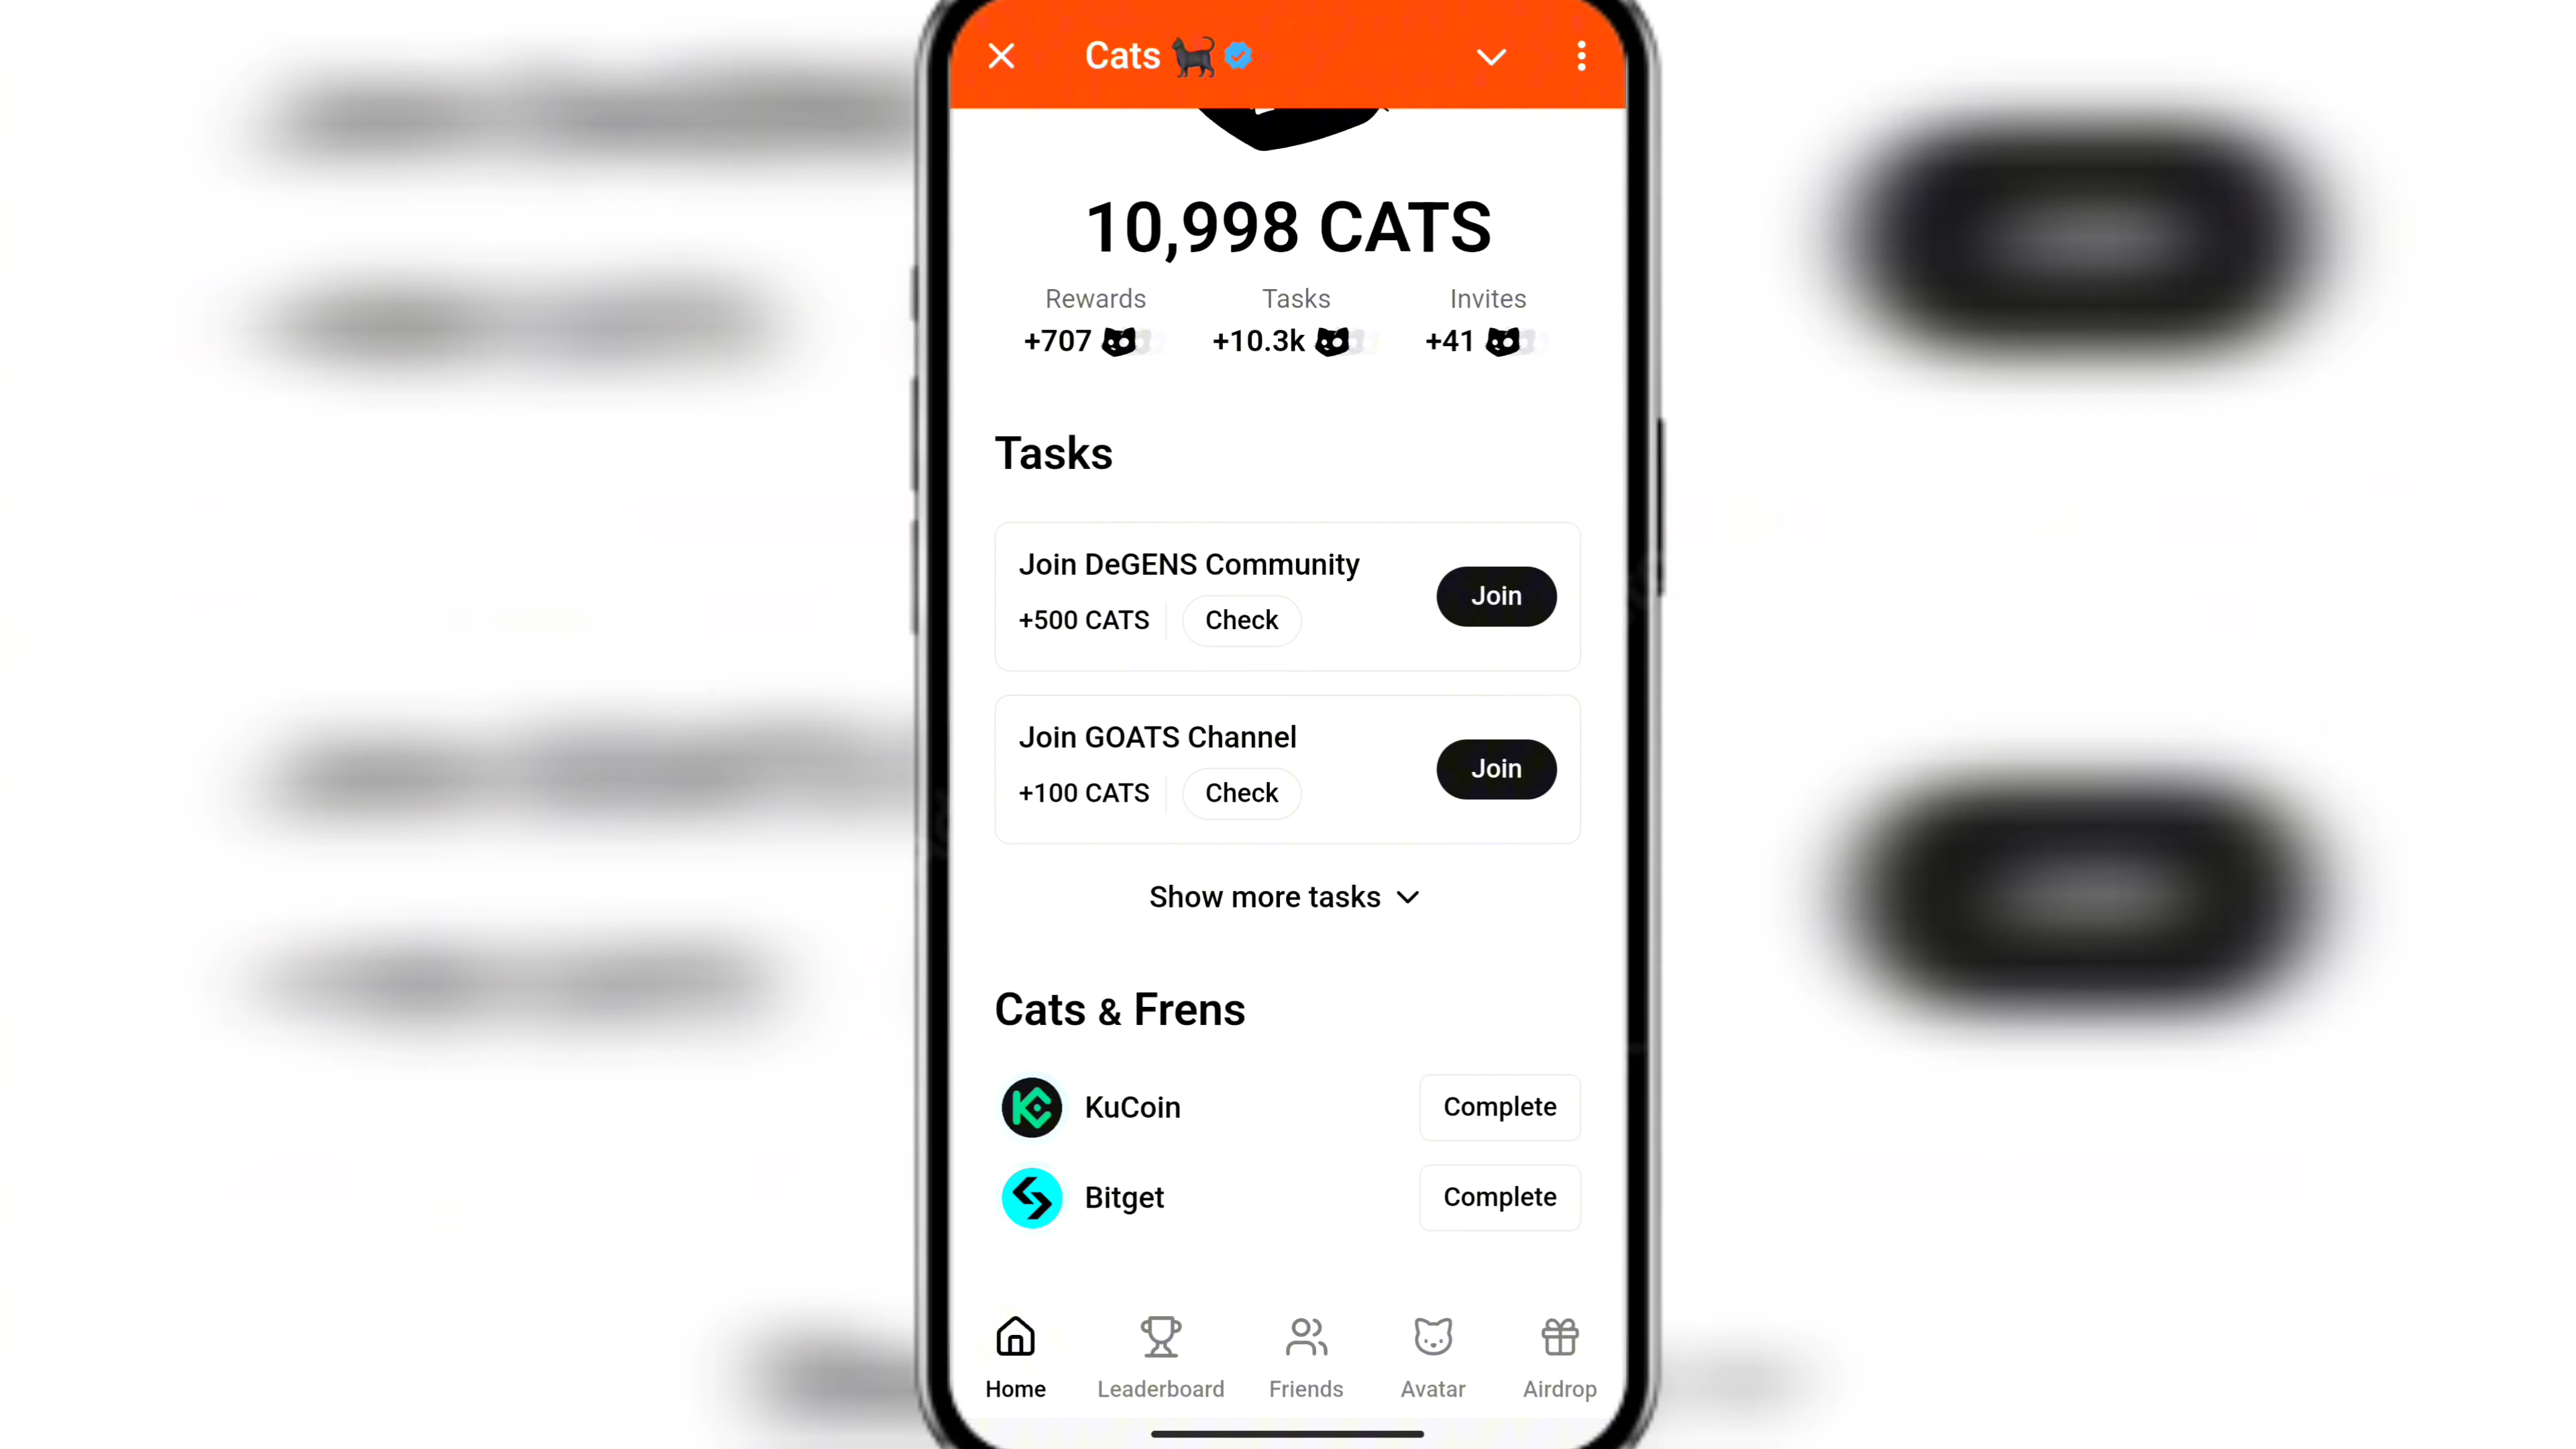 Cats
10,998 CATS
Rewards Tasks Invites
+707 +10.3k +41
Tasks
Join DeGENS Community
+500 CATS Check Join
Join GOATS Channel
+100 CATS Check Join
Show more tasks
Cats & Frens
KuCoin Complete
Bitget Complete
Home Leaderboard Friends Avatar Airdrop